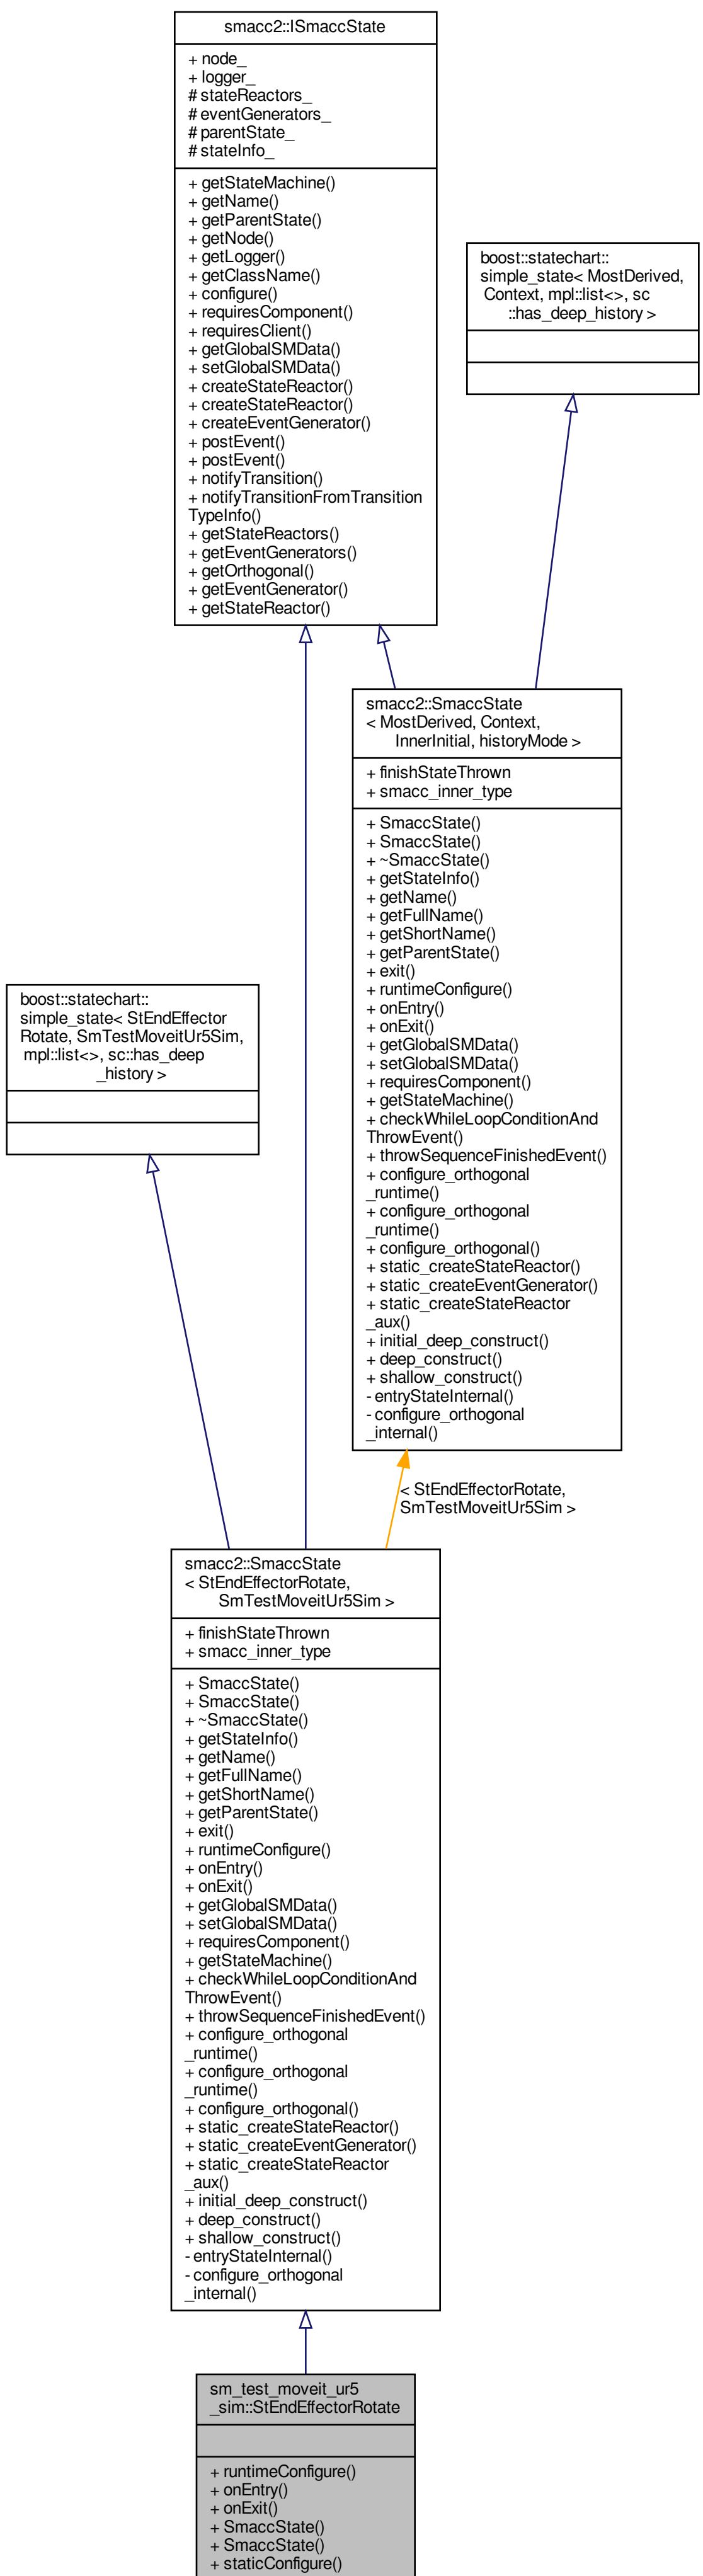 smacc2::ISmaccState
+ node_
+ logger_
# stateReactors_
# eventGenerators_
# parentState_
# stateInfo_
+ getStateMachine()
+ getName()
+ getParentState()
+ getNode()
+ getLogger()
+ getClassName()
+ configure()
+ requiresComponent()
+ requiresClient()
+ getGlobalSMData()
+ setGlobalSMData()
+ createStateReactor()
+ createStateReactor()
+ createEventGenerator()
+ postEvent()
+ postEvent()
+ notifyTransition()
+ notifyTransitionFromTransition
TypeInfo()
+ getStateReactors()
+ getEventGenerators()
+ getOrthogonal()
+ getEventGenerator()
+ getStateReactor()
boost::statechart::
simple_state< MostDerived,
Context, mpl::list<>, sc
::has_deep_history >
smacc2::SmaccState
< MostDerived, Context,
InnerInitial, historyMode >
+ finishStateThrown
+ smacc_inner_type
+ SmaccState()
+ SmaccState()
+ ~SmaccState()
+ getStateInfo()
+ getName()
+ getFullName()
+ getShortName()
+ getParentState()
+ exit()
+ runtimeConfigure()
+ onEntry()
+ onExit()
+ getGlobalSMData()
+ setGlobalSMData()
+ requiresComponent()
+ getStateMachine()
+ checkWhileLoopConditionAnd
ThrowEvent()
+ throwSequenceFinishedEvent()
+ configure_orthogonal
_runtime()
+ configure_orthogonal
_runtime()
+ configure_orthogonal()
+ static_createStateReactor()
+ static_createEventGenerator()
+ static_createStateReactor
_aux()
+ initial_deep_construct()
+ deep_construct()
+ shallow_construct()
- entryStateInternal()
- configure_orthogonal
_internal()
boost::statechart::
simple_state< StEndEffector
Rotate, SmTestMoveitUr5Sim,
mpl::list<>, sc::has_deep
_history >
< StEndEffectorRotate,
SmTestMoveitUr5Sim >
smacc2::SmaccState
< StEndEffectorRotate,
SmTestMoveitUr5Sim >
+ finishStateThrown
+ smacc_inner_type
+ SmaccState()
+ SmaccState()
+ ~SmaccState()
+ getStateInfo()
+ getName()
+ getFullName()
+ getShortName()
+ getParentState()
+ exit()
+ runtimeConfigure()
+ onEntry()
+ onExit()
+ getGlobalSMData()
+ setGlobalSMData()
+ requiresComponent()
+ getStateMachine()
+ checkWhileLoopConditionAnd
ThrowEvent()
+ throwSequenceFinishedEvent()
+ configure_orthogonal
_runtime()
+ configure_orthogonal
_runtime()
+ configure_orthogonal()
+ static_createStateReactor()
+ static_createEventGenerator()
+ static_createStateReactor
_aux()
+ initial_deep_construct()
+ deep_construct()
+ shallow_construct()
- entryStateInternal()
- configure_orthogonal
_internal()
sm_test_moveit_ur5
_sim::StEndEffectorRotate
+ runtimeConfigure()
+ onEntry()
+ onExit()
+ SmaccState()
+ SmaccState()
+ staticConfigure()